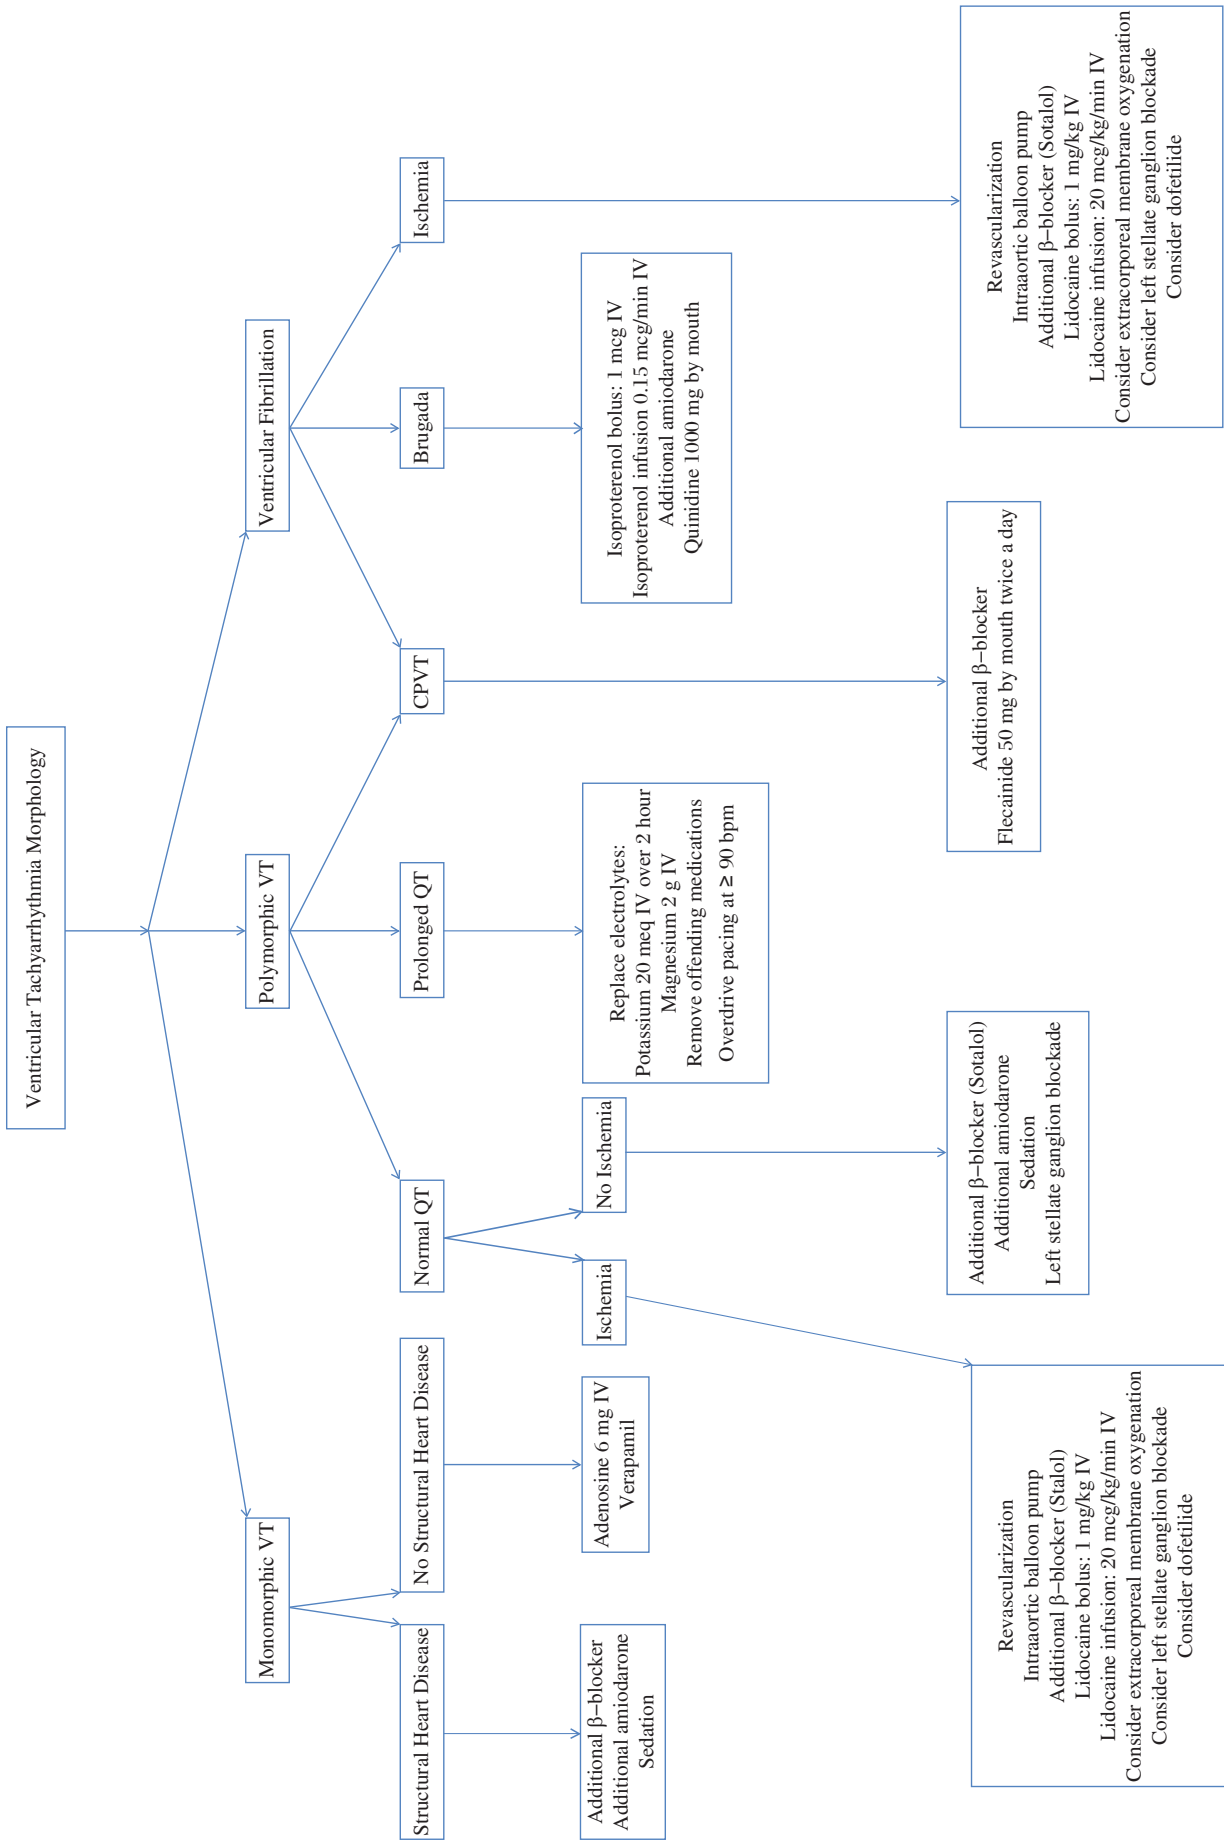 Ventricular Tachyarrhythmia Morphology
Monomorphic VT
Polymorphic VT
Ventricular Fibrillation
Structural Heart Disease
No Structural Heart Disease
Normal QT
Prolonged QT
CPVT
Brugada
Ischemia
Additional β–blocker
Additional amiodarone
Sedation
Adenosine 6 mg IV
Verapamil
Ischemia
No Ischemia
Replace electrolytes:
Potassium 20 meq IV over 2 hour
Magnesium 2 g IV
Remove offending medications
Overdrive pacing at ≥ 90 bpm
Isoproterenol bolus: 1 mcg IV
Isoproterenol infusion 0.15 mcg/min IV
Additional amiodarone
Quinidine 1000 mg by mouth
Revascularization
Intraaortic balloon pump
Additional β–blocker (Stalol)
Lidocaine bolus: 1 mg/kg IV
Lidocaine infusion: 20 mcg/kg/min IV
Consider extracorporeal membrane oxygenation
Consider left stellate ganglion blockade
Consider dofetilide
Additional β–blocker (Sotalol)
Additional amiodarone
Sedation
Left stellate ganglion blockade
Additional β–blocker
Flecainide 50 mg by mouth twice a day
Revascularization
Intraaortic balloon pump
Additional β–blocker (Sotalol)
Lidocaine bolus: 1 mg/kg IV
Lidocaine infusion: 20 mcg/kg/min IV
Consider extracorporeal membrane oxygenation
Consider left stellate ganglion blockade
Consider dofetilide